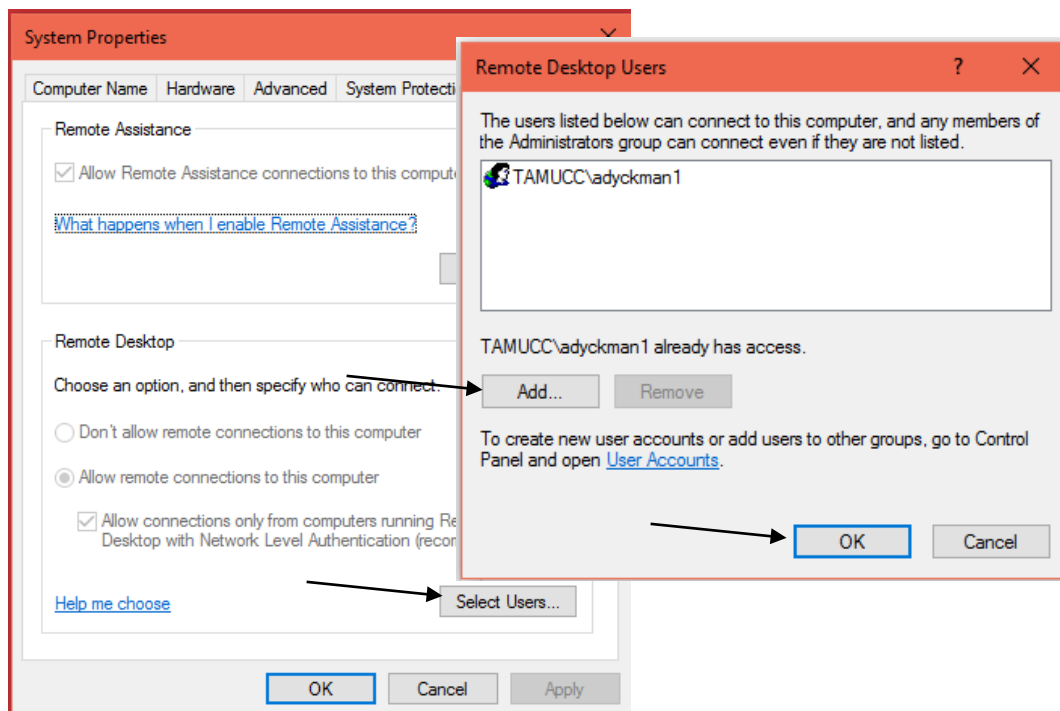 System Properties
Computer Name
Hardware
Advanced
System Protecti
Remote Assistance
Allow Remote Assistance connections to this compute
What happens when I enable Remote Assistance?
Remote Desktop
Choose an option, and then specify who can connect.
Don't allow remote connections to this computer
Allow remote connections to this computer
Allow connections only from computers running Re
Desktop with Network Level Authentication (recor
Help me choose
Select Users...
OK
Cancel
Apply
Remote Desktop Users
?
The users listed below can connect to this computer, and any members of
the Administrators group can connect even if they are not listed.
TAMUCC\adyckman1
TAMUCC\adyckman1 already has access.
Add...
Remove
To create new user accounts or add users to other groups, go to Control
Panel and open User Accounts.
OK
Cancel